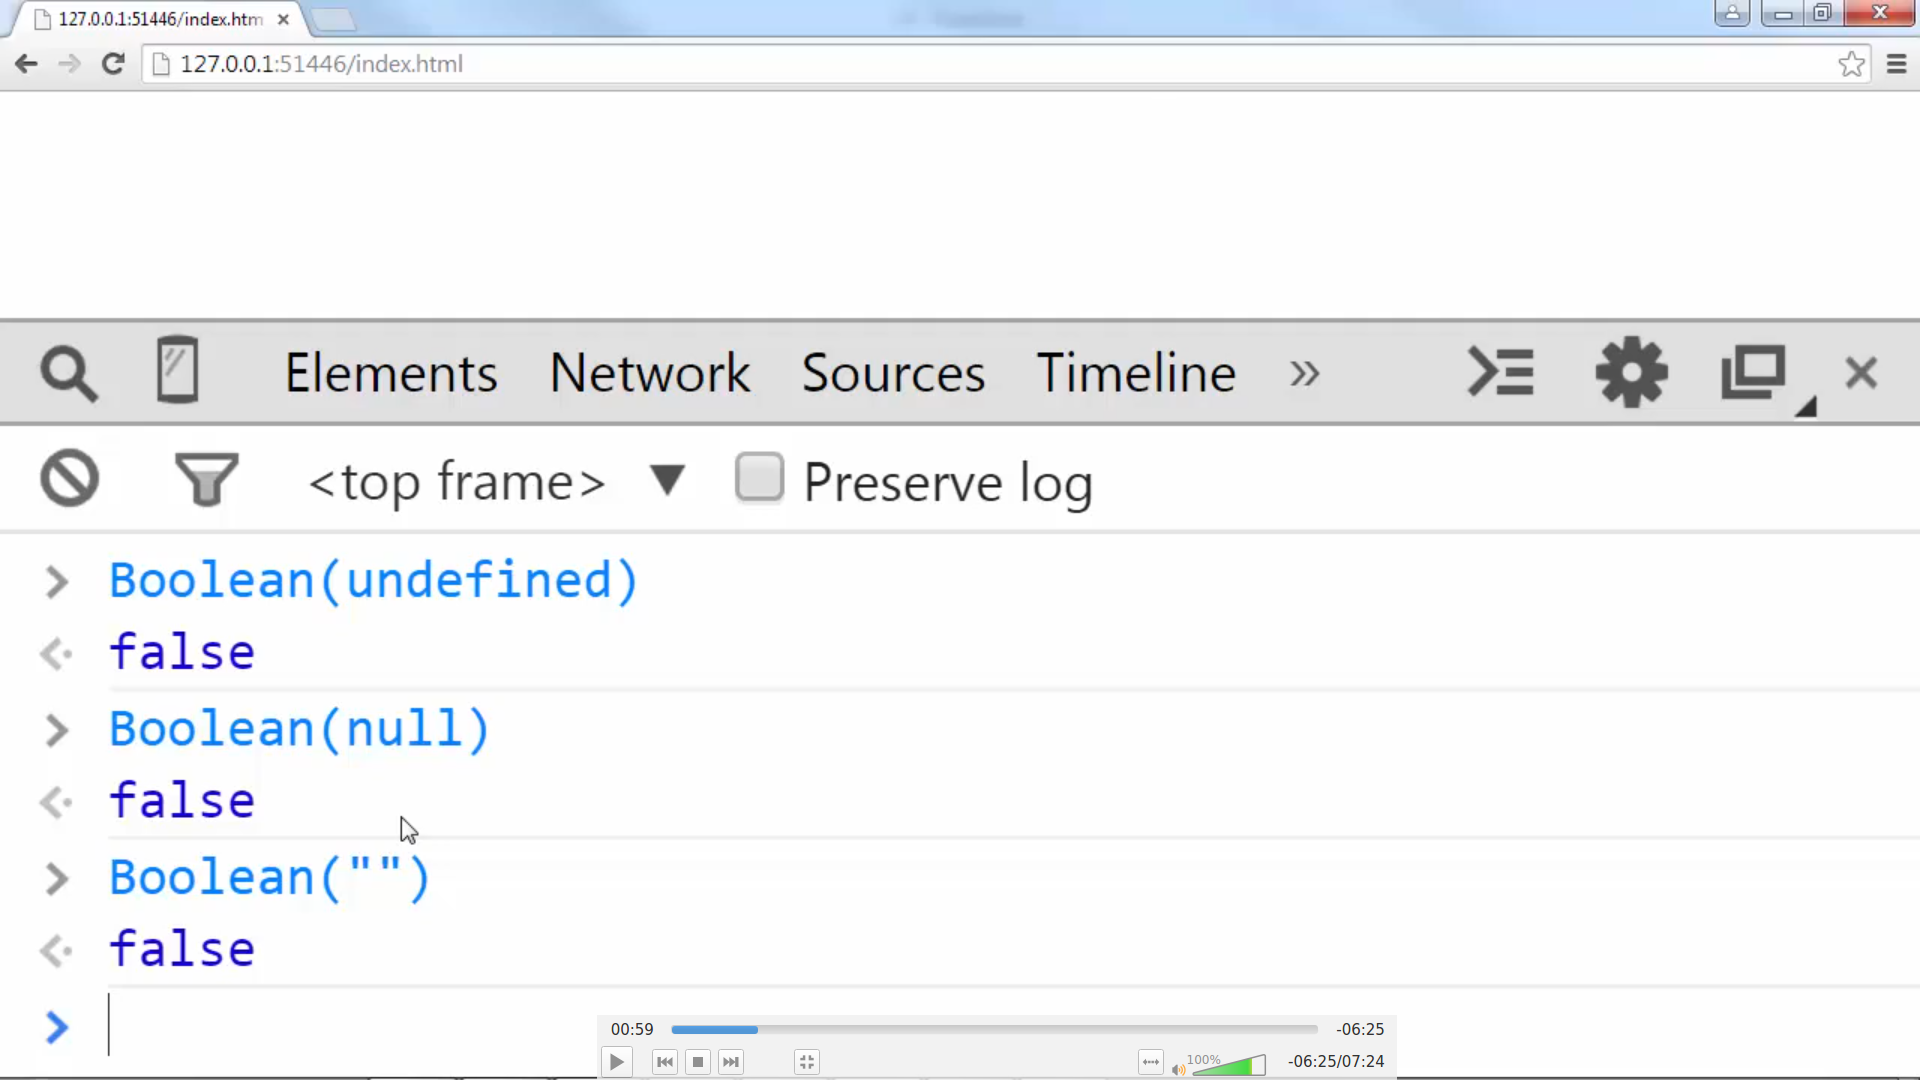 127.0.0.1:51446/index.htm
127.0.0.1:51446/index.html
Elements Network Sources Timeline »
<top frame> ▼ Preserve log
> Boolean(undefined)
false
> Boolean(null)
false
> Boolean("")
false
>
00:59 -06:25
100% -06:25/07:24